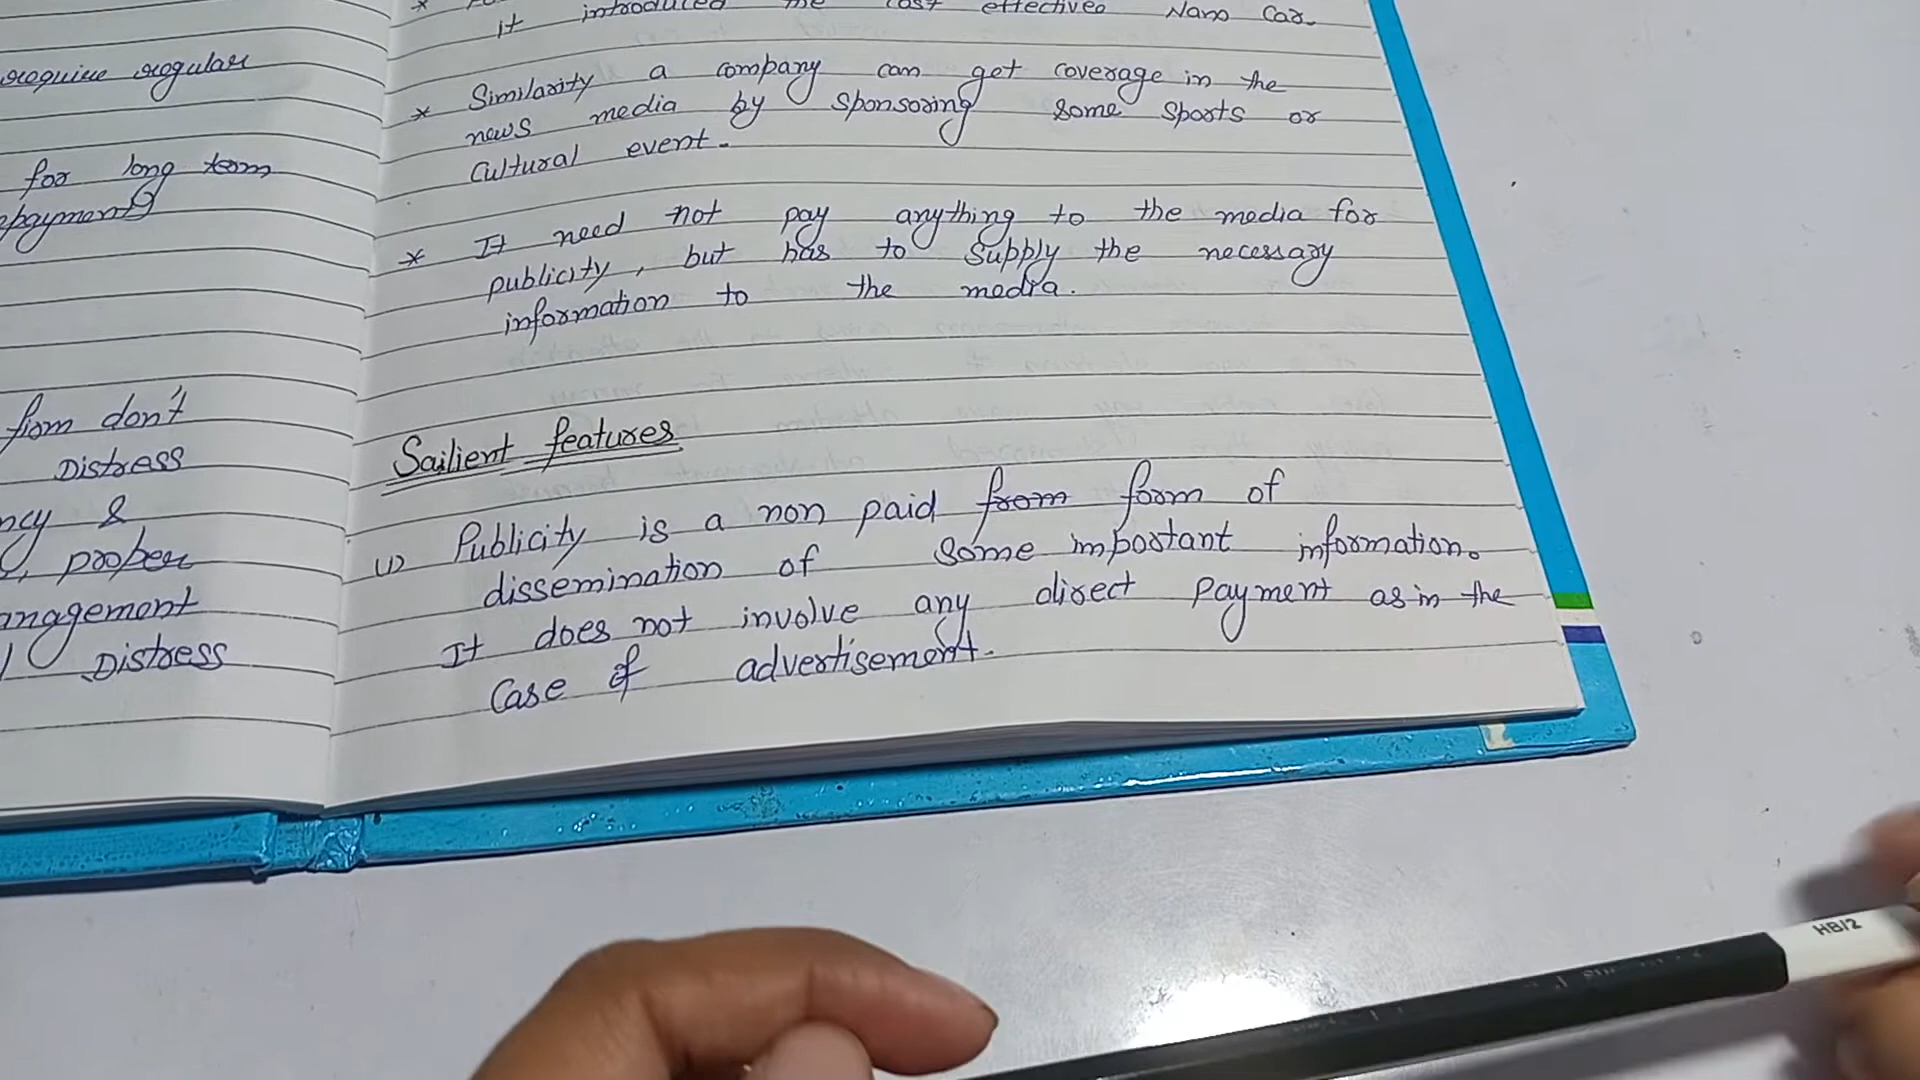 require regular
for long term
epayments
firm don't
Distress
ncy &
, proper
anagement
Distress
it introduced the cost effective Nano Car.
* Similarity a company can get coverage in the
news media by sponsoring some sports or
Cultural event.
* It need not pay anything to the media for
publicity, but has to supply the necessary
information to the media.
Sailient features
(1) Publicity is a non paid from form of
dissemination of some important information.
It does not involve any direct payment as in the
Case of advertisement.
HB/2